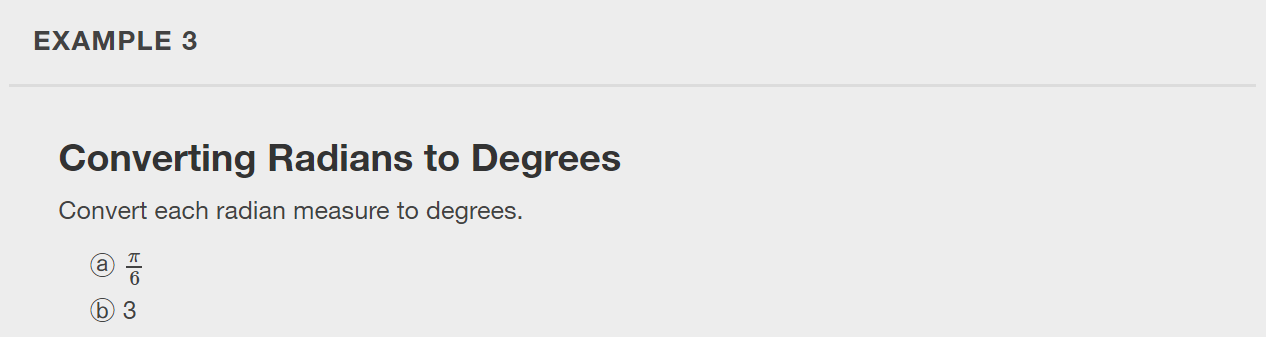 EXAMPLE 3
Converting Radians to Degrees
Convert each radian measure to degrees.
ⓐ π/6
ⓑ 3